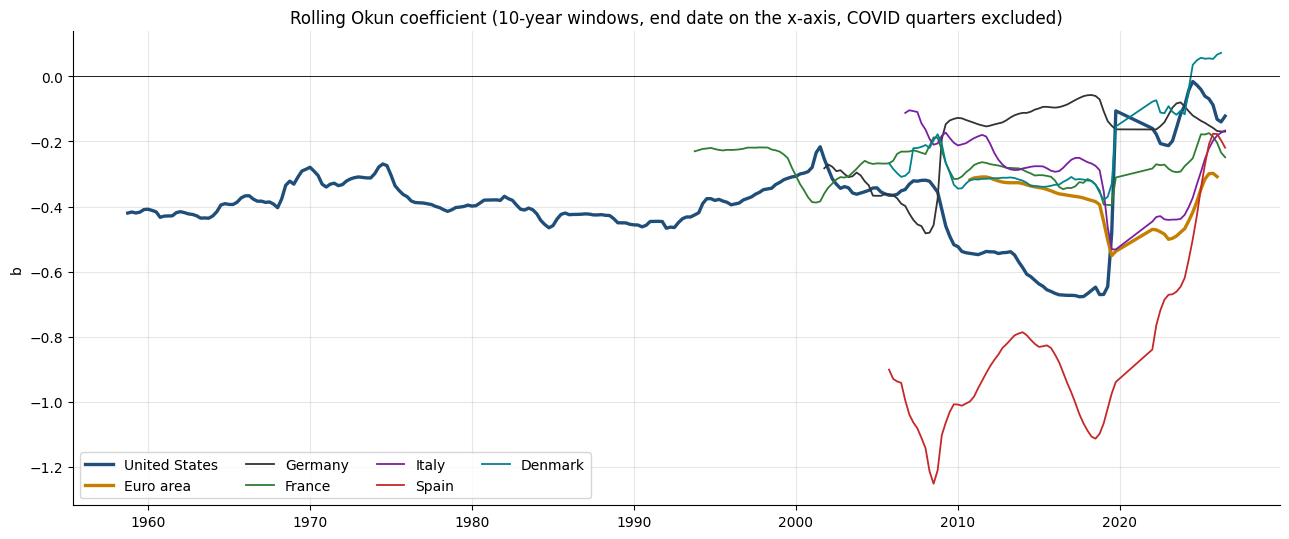 Rolling Okun coefficient (10-year windows, end date on the x-axis, COVID quarters excluded)
b
0.0
−0.2
−0.4
−0.6
−0.8
−1.0
−1.2
United States
Euro area
Germany
France
Italy
Spain
Denmark
1960 1970 1980 1990 2000 2010 2020